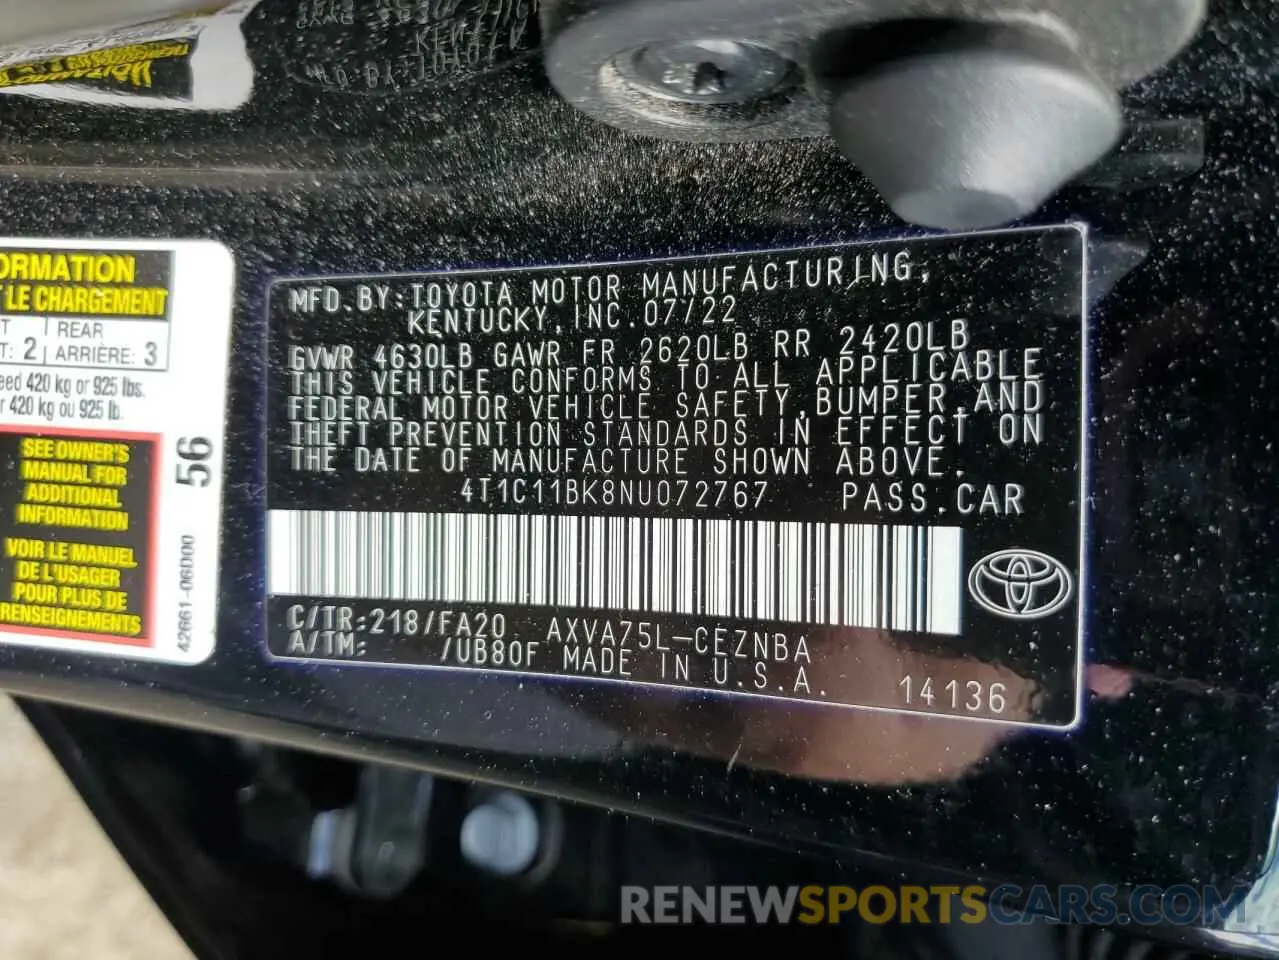 ORMATION
T LE CHARGEMENT
T REAR
T: 2 ARRIÈRE: 3
eed 420 kg or 925 lbs.
r 420 kg ou 925 lb.
SEE OWNER'S
MANUAL FOR
ADDITIONAL
INFORMATION
VOIR LE MANUEL
DE L'USAGER
POUR PLUS DE
RENSEIGNEMENTS
56
42661-06D00
MFD.BY:TOYOTA MOTOR MANUFACTURING,
KENTUCKY,INC.07/22
GVWR 4630LB GAWR FR 2620LB RR 2420LB
THIS VEHICLE CONFORMS TO ALL APPLICABLE
FEDERAL MOTOR VEHICLE SAFETY,BUMPER,AND
THEFT PREVENTION STANDARDS IN EFFECT ON
THE DATE OF MANUFACTURE SHOWN ABOVE.
4T1C11BK8NU072767 PASS.CAR
C/TR:218/FA20 AXVA75L-CEZNBA
A/TM: /UB80F MADE IN U.S.A.
14136
RENEWSPORTSCARS.COM